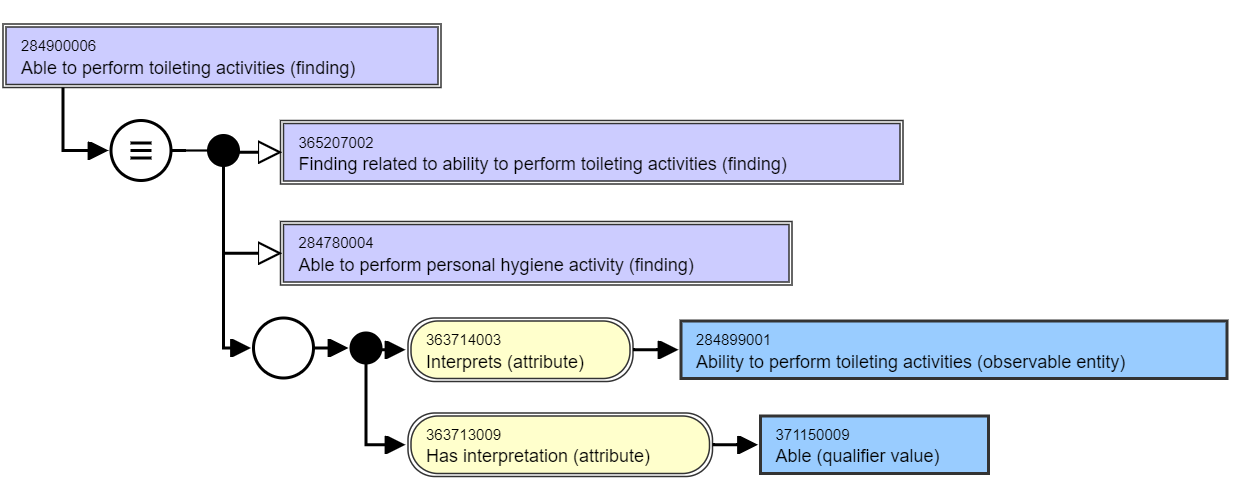 284900006
Able to perform toileting activities (finding)
365207002
Finding related to ability to perform toileting activities (finding)
284780004
Able to perform personal hygiene activity (finding)
363714003
Interprets (attribute)
284899001
Ability to perform toileting activities (observable entity)
363713009
Has interpretation (attribute)
371150009
Able (qualifier value)